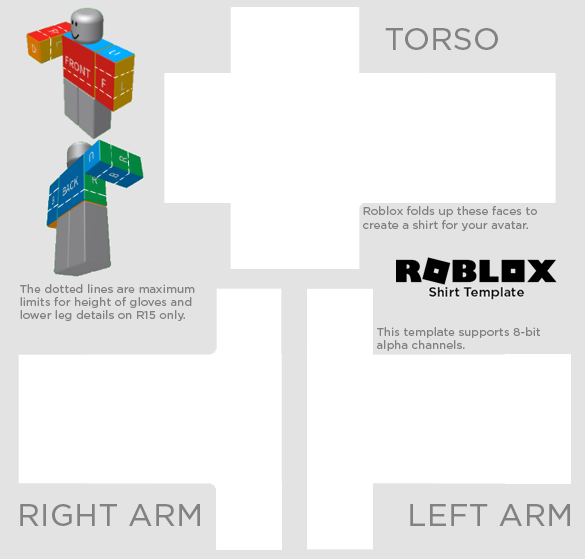 TORSO
FRONT
F
L
U
D
R
BACK
U
R
B
B
R
Roblox folds up these faces to
create a shirt for your avatar.
ROBLOX
Shirt Template
The dotted lines are maximum
limits for height of gloves and
lower leg details on R15 only.
This template supports 8-bit
alpha channels.
RIGHT ARM
LEFT ARM